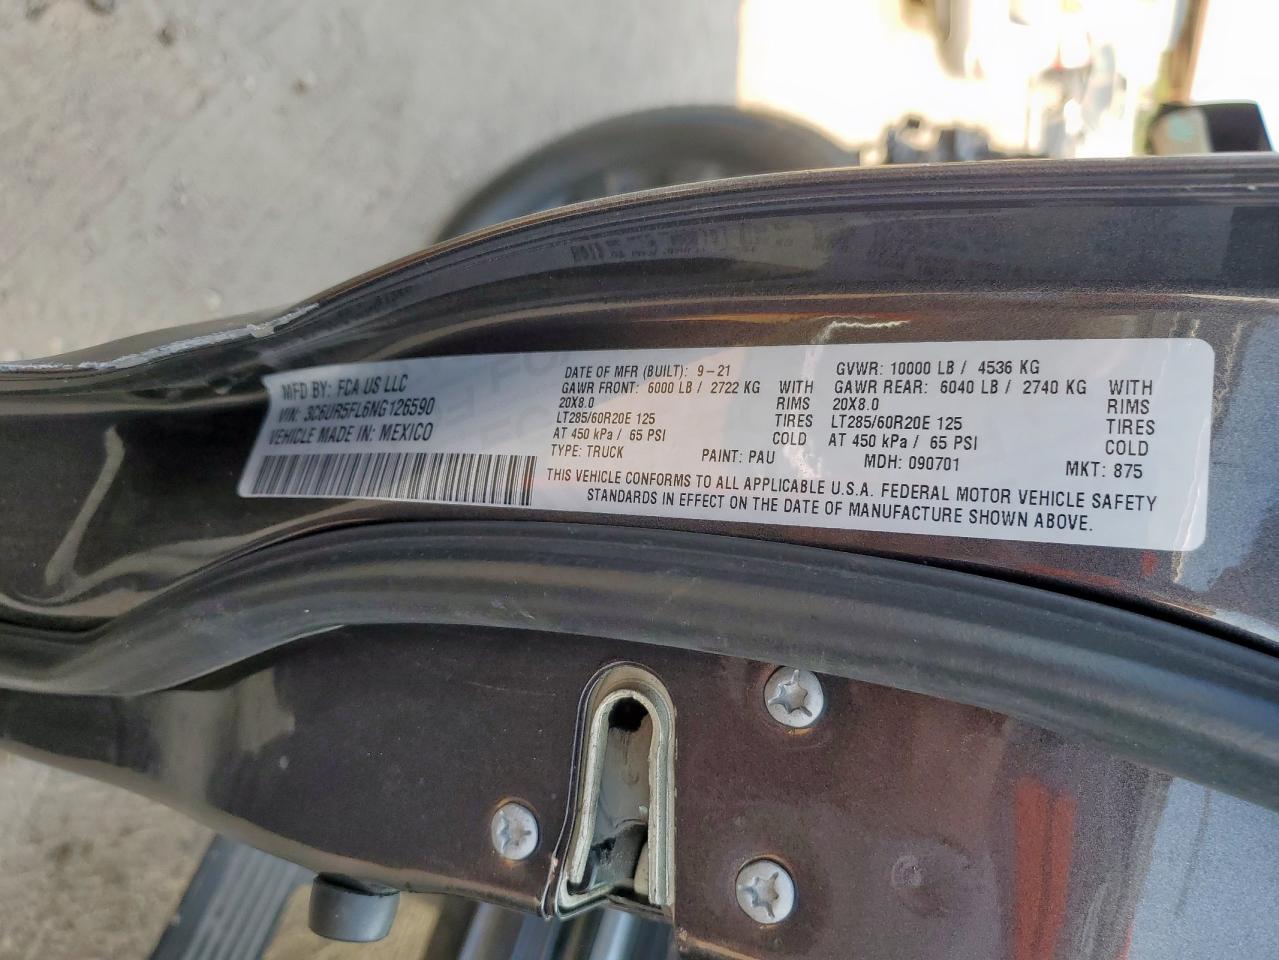 MFD BY: FCA US LLC
VIN: 3C6UR5FL6NG126590
VEHICLE MADE IN: MEXICO
DATE OF MFR (BUILT): 9-21
GAWR FRONT: 6000 LB / 2722 KG WITH
20X8.0 RIMS
LT285/60R20E 125 TIRES
AT 450 kPa / 65 PSI COLD
TYPE: TRUCK PAINT: PAU
GVWR: 10000 LB / 4536 KG
GAWR REAR: 6040 LB / 2740 KG WITH
20X8.0 RIMS
LT285/60R20E 125 TIRES
AT 450 kPa / 65 PSI COLD
MDH: 090701 MKT: 875
THIS VEHICLE CONFORMS TO ALL APPLICABLE U.S.A. FEDERAL MOTOR VEHICLE SAFETY
STANDARDS IN EFFECT ON THE DATE OF MANUFACTURE SHOWN ABOVE.